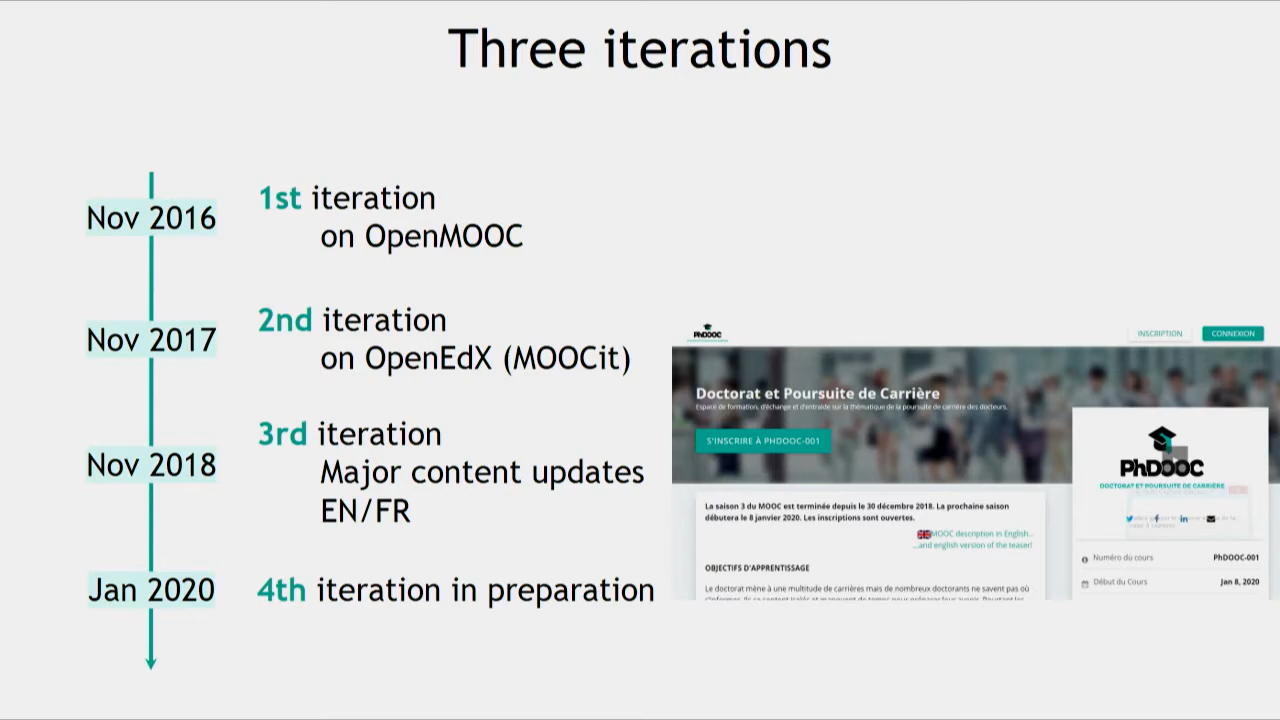 Three iterations
Nov 2016
1st iteration
on OpenMOOC
Nov 2017
2nd iteration
on OpenEdX (MOOCit)
Nov 2018
3rd iteration
Major content updates
EN/FR
Jan 2020
4th iteration in preparation
PhDOOC
INSCRIPTION
CONNEXION
Doctorat et Poursuite de Carrière
Espace de formation, d'échange et d'entraide sur la thématique de la poursuite de carrière des docteurs.
S'INSCRIRE À PHDOOC-001
La saison 3 du MOOC est terminée depuis le 30 décembre 2018. La prochaine saison
débutera le 8 janvier 2020. Les inscriptions sont ouvertes.
MOOC description in English...
...and english version of the teaser!
OBJECTIFS D'APPRENTISSAGE
Le doctorat mène à une multitude de carrières mais de nombreux doctorants ne savent pas où
PhDOOC
DOCTORAT ET POURSUITE DE CARRIÈRE
Numéro du cours
PhDOOC-001
Début du Cours
Jan 8, 2020